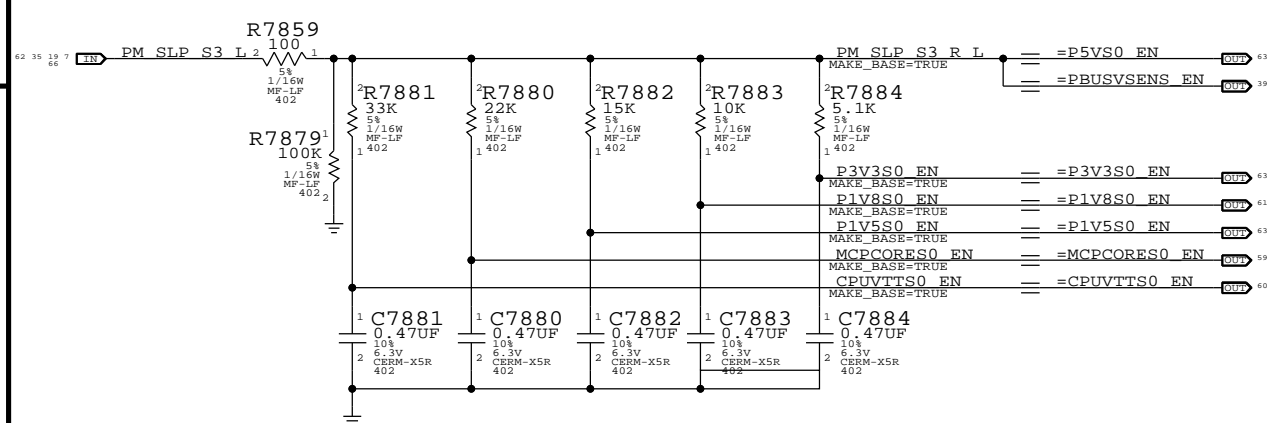 R7859
62 35 19 7
66
IN
PM_SLP_S3_L
2
100
1
5%
1/16W
MF-LF
402
PM_SLP_S3_R_L
MAKE_BASE=TRUE
=P5VS0_EN
OUT
63
=PBUSVSENS_EN
OUT
39
2
R7881
33K
5%
1/16W
MF-LF
402
1
2
R7880
22K
5%
1/16W
MF-LF
402
1
2
R7882
15K
5%
1/16W
MF-LF
402
1
2
R7883
10K
5%
1/16W
MF-LF
402
1
2
R7884
5.1K
5%
1/16W
MF-LF
402
1
R7879
1
100K
5%
1/16W
MF-LF
402
2
P3V3S0_EN
MAKE_BASE=TRUE
=P3V3S0_EN
OUT
63
P1V8S0_EN
MAKE_BASE=TRUE
=P1V8S0_EN
OUT
61
P1V5S0_EN
MAKE_BASE=TRUE
=P1V5S0_EN
OUT
63
MCPCORES0_EN
MAKE_BASE=TRUE
=MCPCORES0_EN
OUT
59
CPUVTTS0_EN
MAKE_BASE=TRUE
=CPUVTTS0_EN
OUT
60
1
C7881
0.47UF
10%
6.3V
CERM-X5R
402
2
1
C7880
0.47UF
10%
6.3V
CERM-X5R
402
2
1
C7882
0.47UF
10%
6.3V
CERM-X5R
402
2
1
C7883
0.47UF
10%
6.3V
CERM-X5R
402
2
1
C7884
0.47UF
10%
6.3V
CERM-X5R
402
2